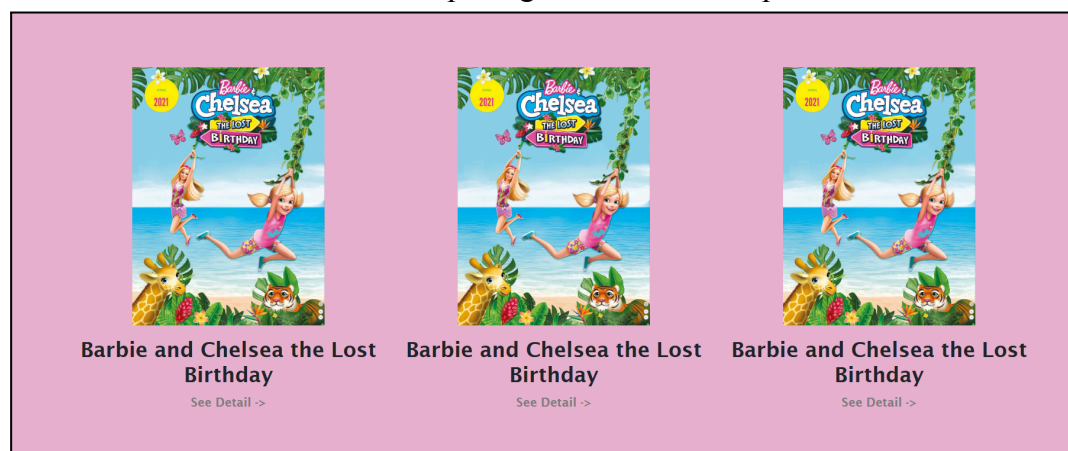 Barbie & Chelsea
THE LOST
BIRTHDAY
2021
Barbie & Chelsea
THE LOST
BIRTHDAY
2021
Barbie & Chelsea
THE LOST
BIRTHDAY
2021
Barbie and Chelsea the Lost
Birthday
See Detail ->
Barbie and Chelsea the Lost
Birthday
See Detail ->
Barbie and Chelsea the Lost
Birthday
See Detail ->